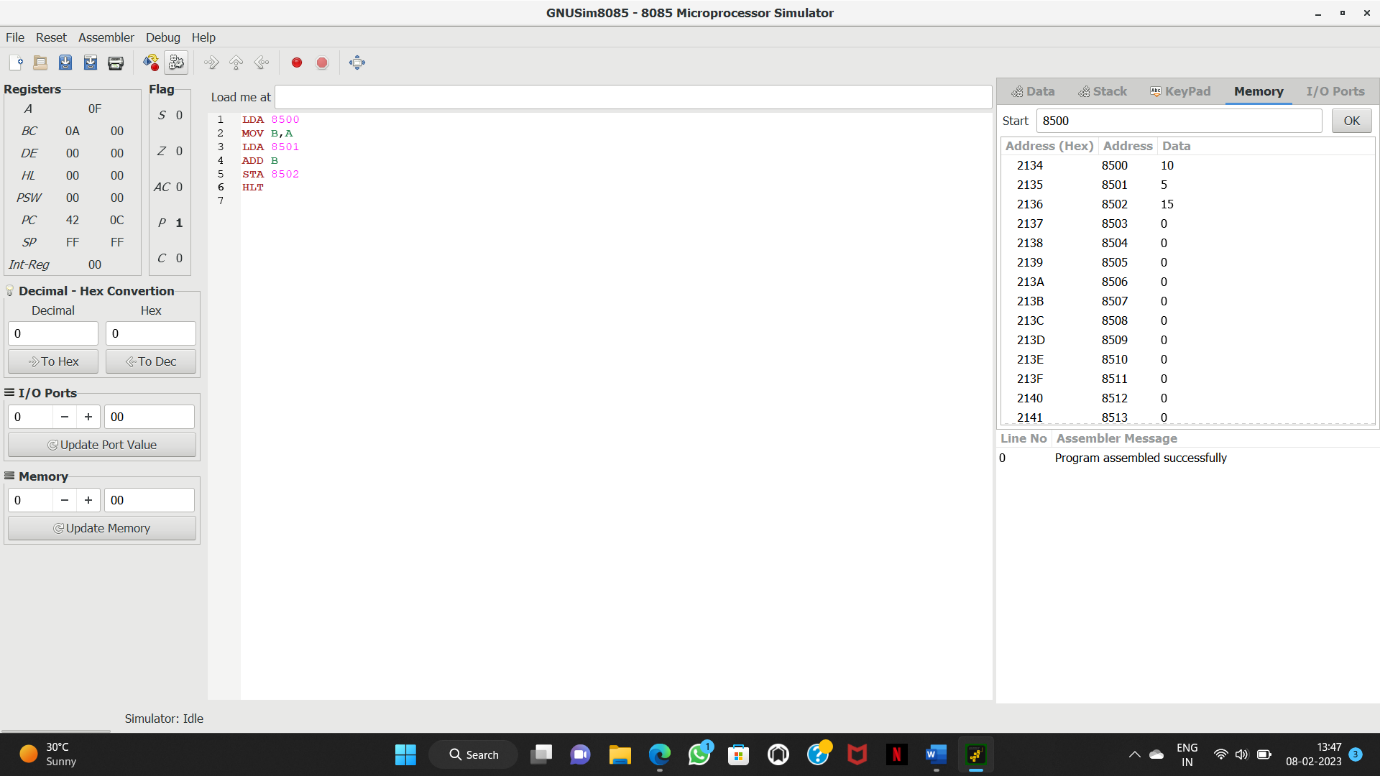 GNUSim8085 - 8085 Microprocessor Simulator
File Reset Assembler Debug Help
Registers
A 0F
BC 0A 00
DE 00 00
HL 00 00
PSW 00 00
PC 42 0C
SP FF FF
Int-Reg 00
Flag
S 0
Z 0
AC 0
P 1
C 0
Decimal - Hex Convertion
Decimal Hex
0 0
To Hex To Dec
I/O Ports
0 − + 00
Update Port Value
Memory
0 − + 00
Update Memory
Load me at
1 LDA 8500
2 MOV B,A
3 LDA 8501
4 ADD B
5 STA 8502
6 HLT
7
Data Stack Abc KeyPad Memory I/O Ports
Start 8500 OK
Address (Hex) Address Data
2134 8500 10
2135 8501 5
2136 8502 15
2137 8503 0
2138 8504 0
2139 8505 0
213A 8506 0
213B 8507 0
213C 8508 0
213D 8509 0
213E 8510 0
213F 8511 0
2140 8512 0
2141 8513 0
Line No Assembler Message
0 Program assembled successfully
Simulator: Idle
30°C
Sunny
Search
1
N
W
ENG
IN
13:47
08-02-2023
3